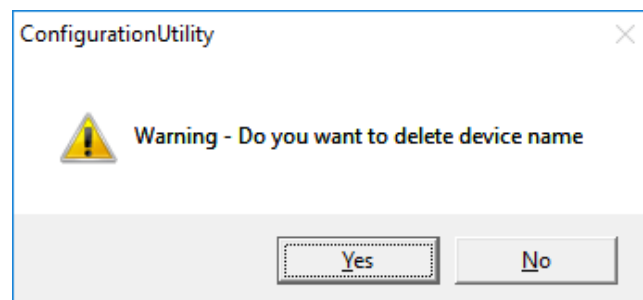 ConfigurationUtility
Warning - Do you want to delete device name
Yes
No